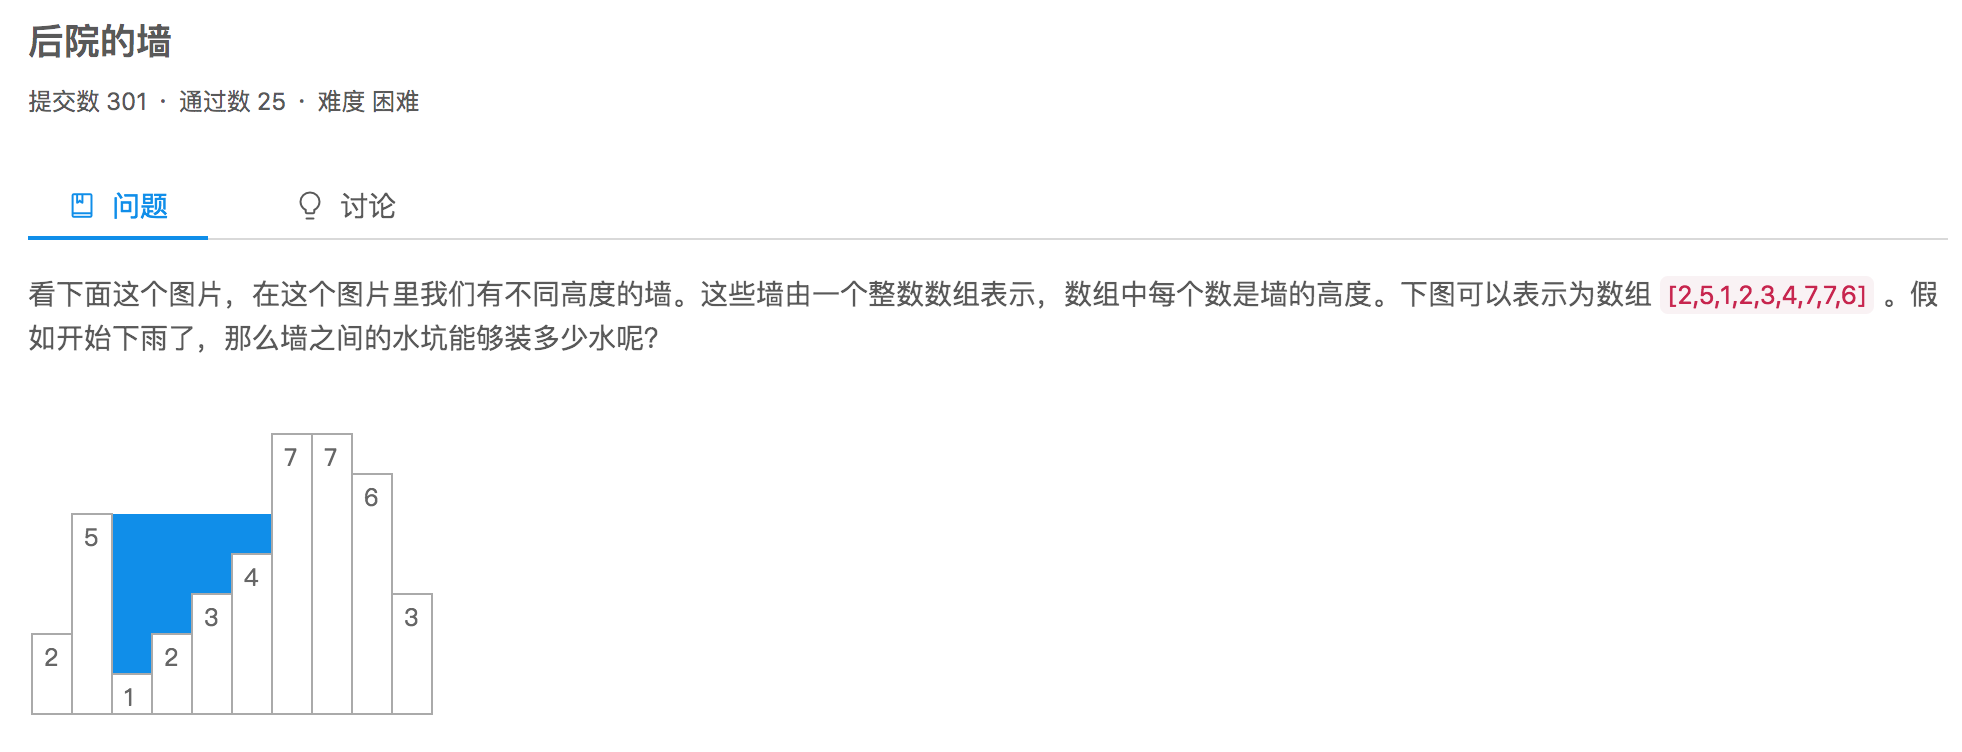 后院的墙
提交数 301 · 通过数 25 · 难度 困难
问题 讨论
看下面这个图片，在这个图片里我们有不同高度的墙。这些墙由一个整数数组表示，数组中每个数是墙的高度。下图可以表示为数组 [2,5,1,2,3,4,7,7,6] 。假
如开始下雨了，那么墙之间的水坑能够装多少水呢?
7 7
6
5
4
3 3
2 2
1